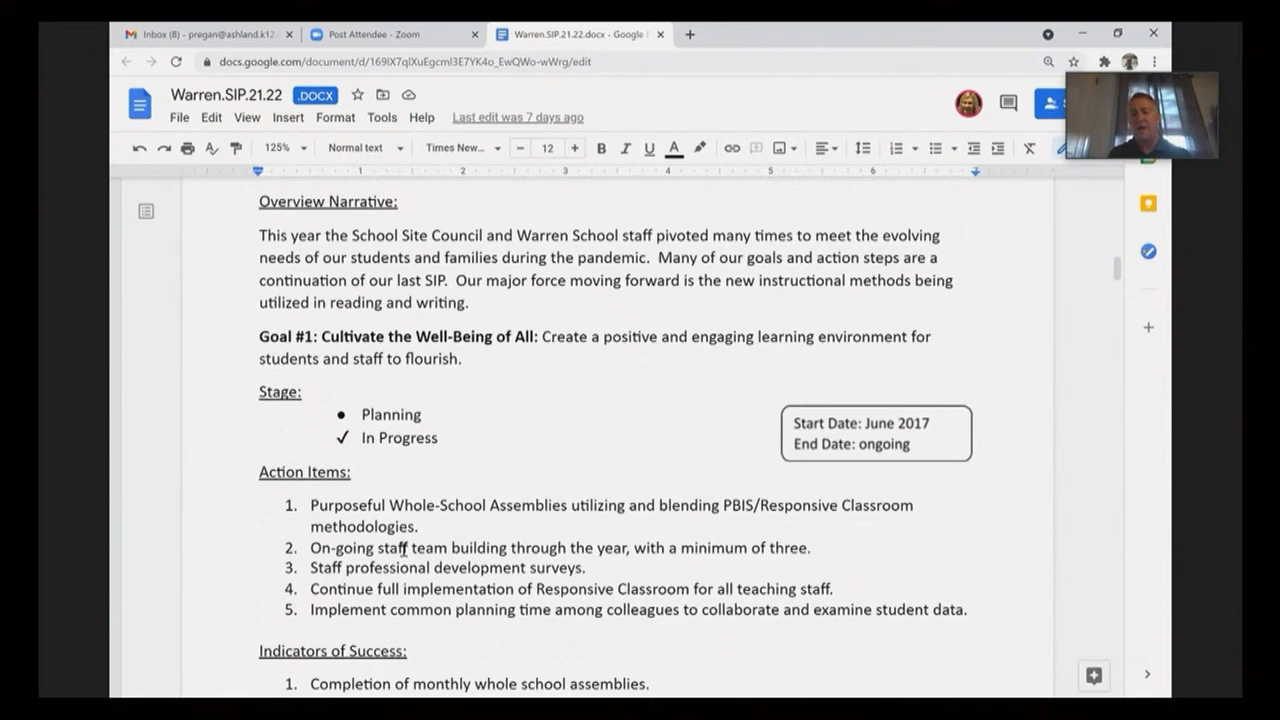 Inbox (8) - pregan@ashland.k12
Post Attendee - Zoom
Warren.SIP.21.22.docx - Google
docs.google.com/document/d/169lX7qlXuEgcml3E7YK4o_EwQWo-wWrg/edit
Warren.SIP.21.22 .DOCX
File Edit View Insert Format Tools Help Last edit was 7 days ago
125% Normal text Times New... 12 B I U A
1 2 3 4 5 6
Overview Narrative:
This year the School Site Council and Warren School staff pivoted many times to meet the evolving
needs of our students and families during the pandemic. Many of our goals and action steps are a
continuation of our last SIP. Our major force moving forward is the new instructional methods being
utilized in reading and writing.
Goal #1: Cultivate the Well-Being of All: Create a positive and engaging learning environment for
students and staff to flourish.
Stage:
● Planning
✓ In Progress
Start Date: June 2017
End Date: ongoing
Action Items:
1. Purposeful Whole-School Assemblies utilizing and blending PBIS/Responsive Classroom
methodologies.
2. On-going staff team building through the year, with a minimum of three.
3. Staff professional development surveys.
4. Continue full implementation of Responsive Classroom for all teaching staff.
5. Implement common planning time among colleagues to collaborate and examine student data.
Indicators of Success:
1. Completion of monthly whole school assemblies.